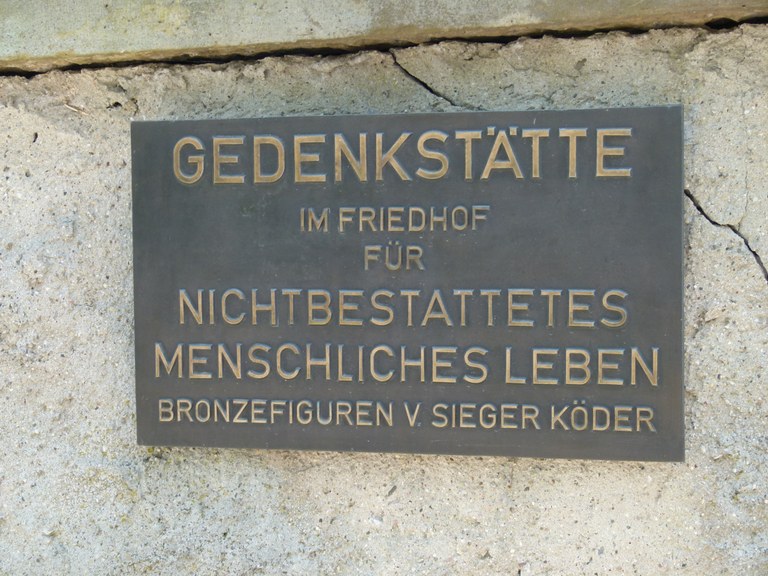 GEDENKSTÄTTE
IM FRIEDHOF
FÜR
NICHTBESTATTETES
MENSCHLICHES LEBEN
BRONZEFIGUREN V. SIEGER KÖDER